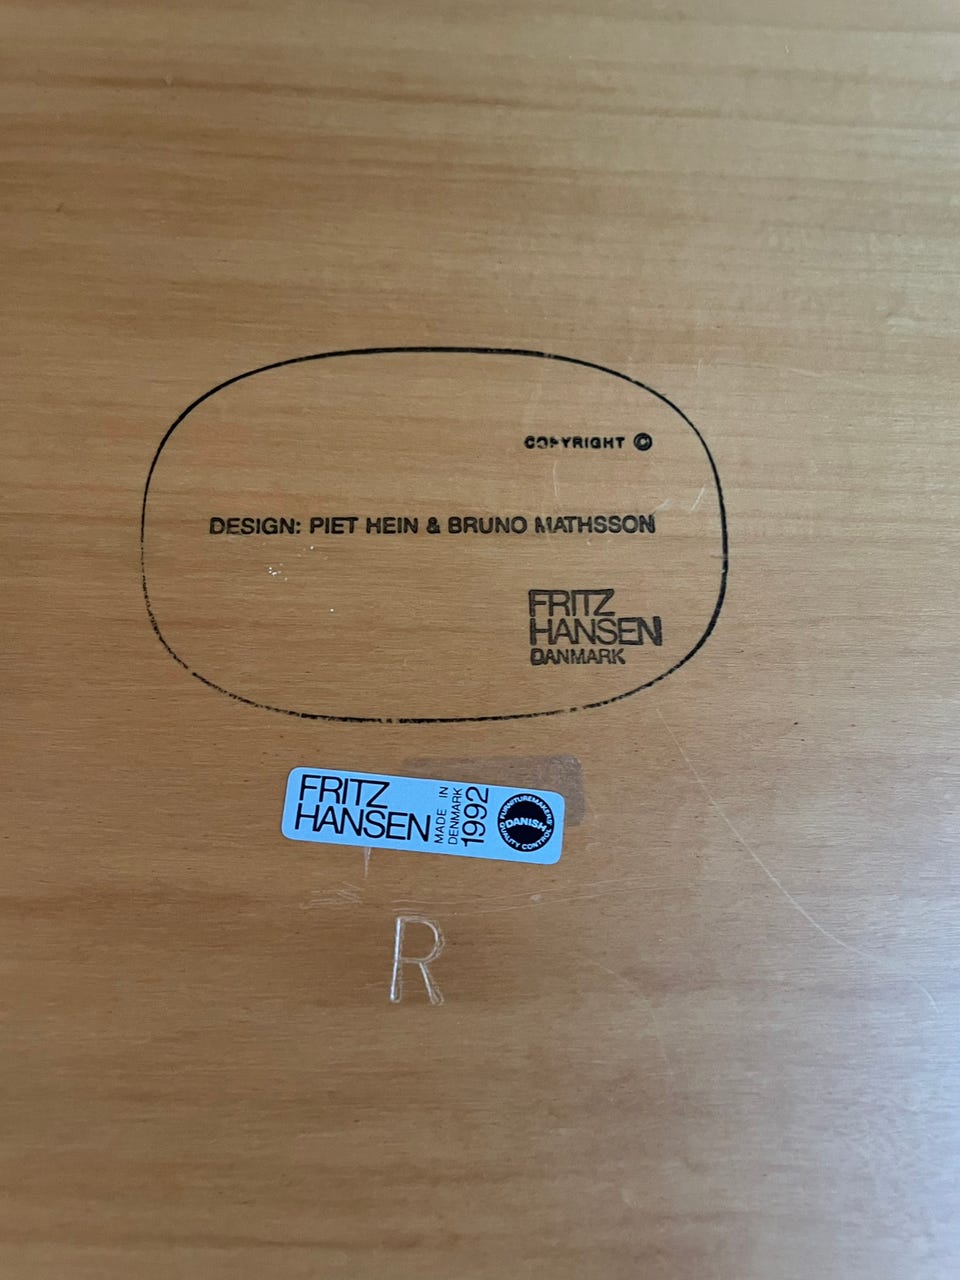 COPYRIGHT ©
DESIGN: PIET HEIN & BRUNO MATHSSON
FRITZ
HANSEN
DANMARK
FRITZ
HANSEN
MADE IN
DENMARK
1992
FURNITUREMAKERS'
DANISH
QUALITY CONTROL
R